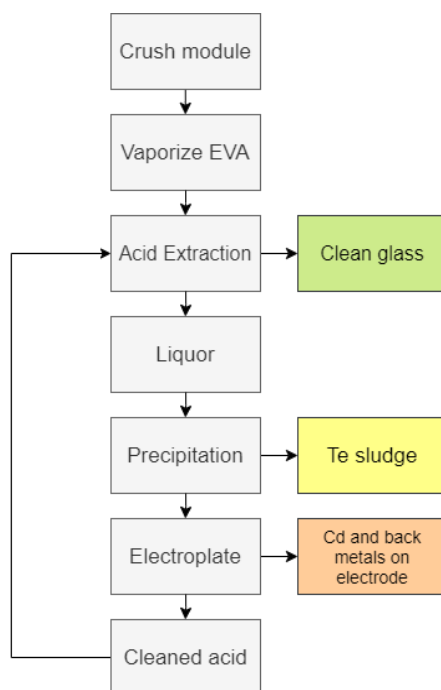 Crush module
Vaporize EVA
Acid Extraction
Clean glass
Liquor
Precipitation
Te sludge
Electroplate
Cd and back
metals on
electrode
Cleaned acid